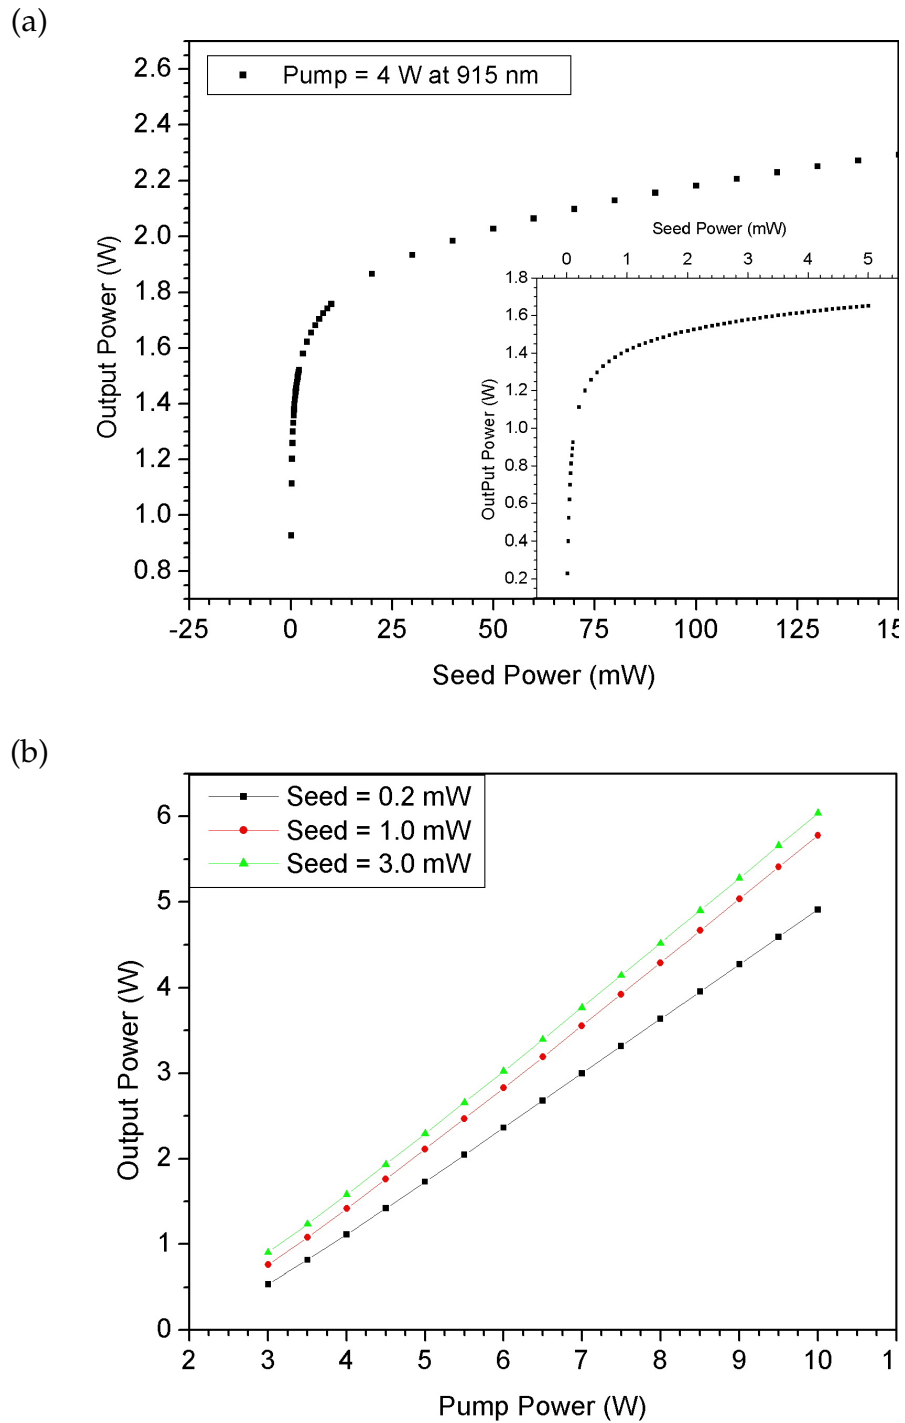 (a)
Pump = 4 W at 915 nm
2.6
2.4
2.2
2.0
1.8
1.6
1.4
1.2
1.0
0.8
Output Power (W)
-25 0 25 50 75 100 125 15
Seed Power (mW)
Seed Power (mW)
0 1 2 3 4 5
1.8
1.6
1.4
1.2
1.0
0.8
0.6
0.4
0.2
OutPut Power (W)
(b)
Seed = 0.2 mW
Seed = 1.0 mW
Seed = 3.0 mW
6
5
4
3
2
1
0
Output Power (W)
2 3 4 5 6 7 8 9 10 1
Pump Power (W)